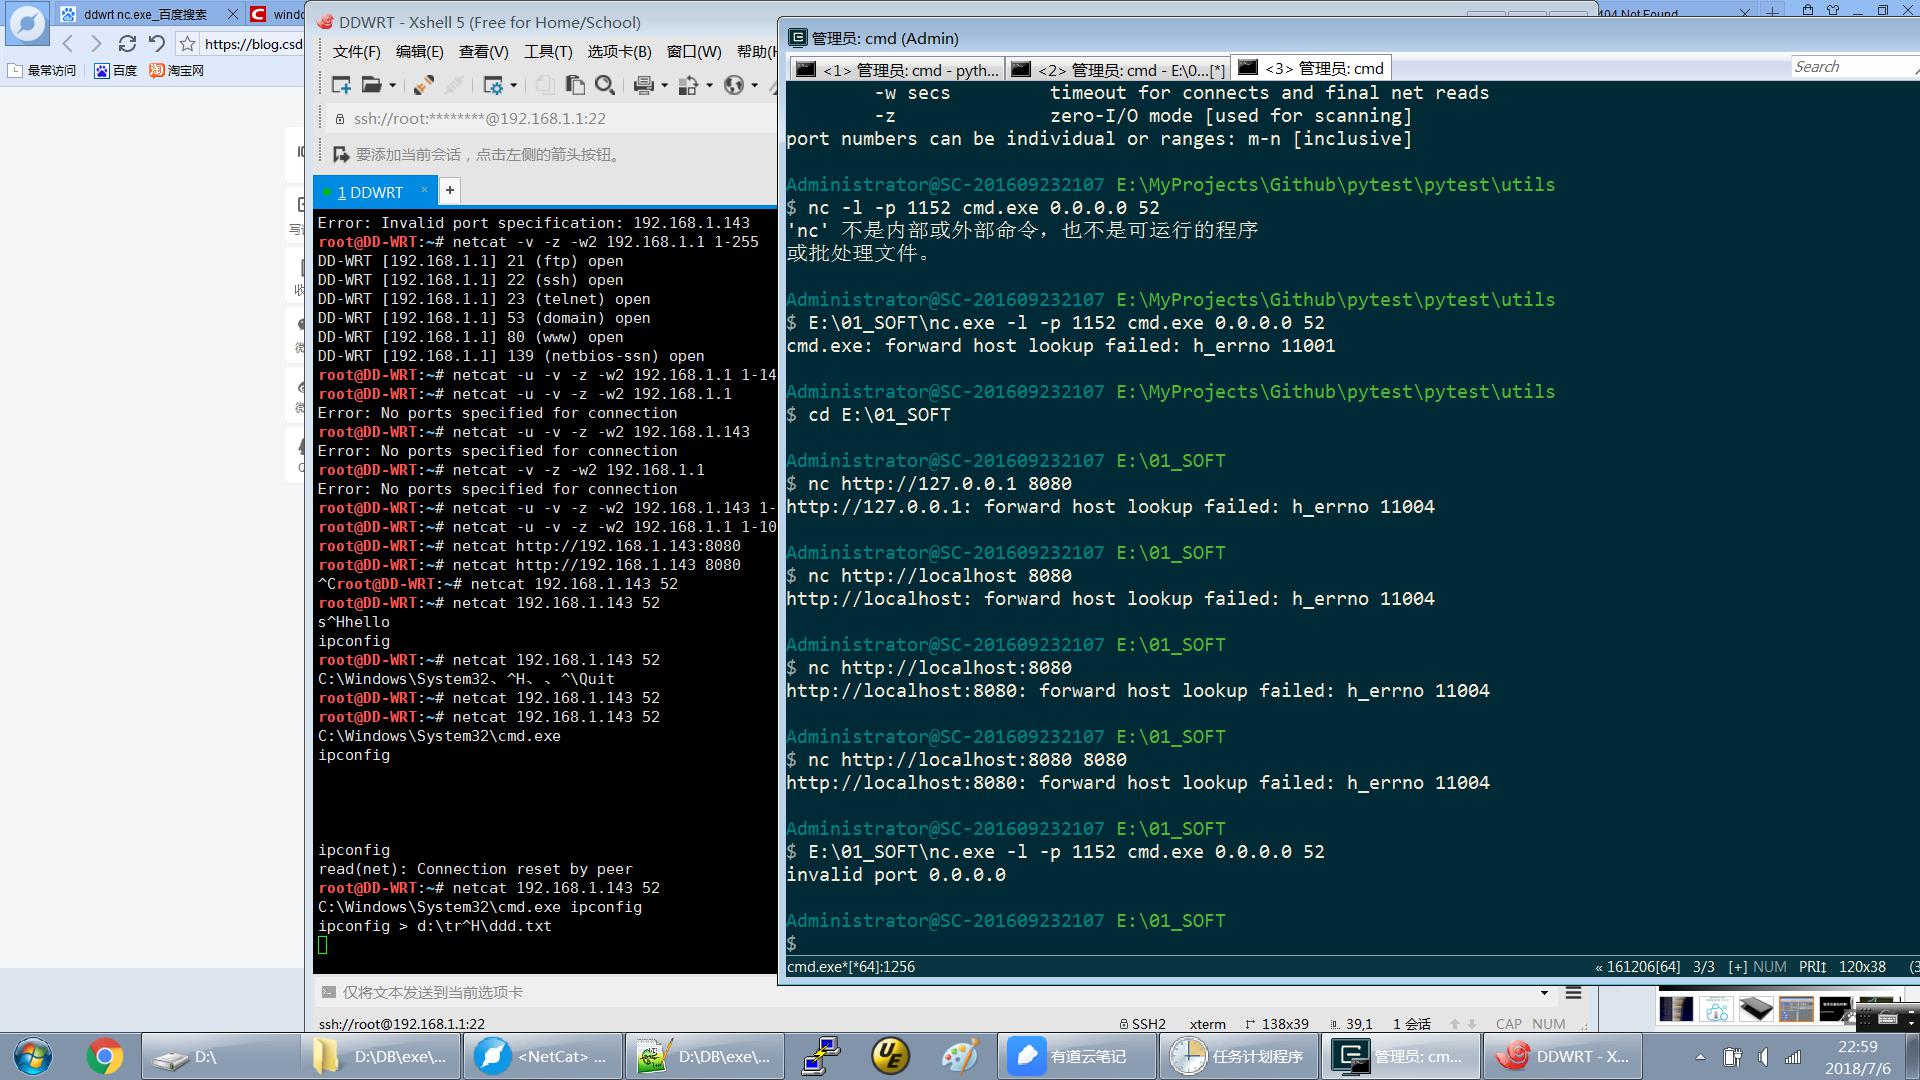 ddwrt nc.exe_百度搜索
windo
404 Not Found
https://blog.csd
最常访问
百度
淘宝网
DDWRT - Xshell 5 (Free for Home/School)
文件(F) 编辑(E) 查看(V) 工具(T) 选项卡(B) 窗口(W) 帮助(H
ssh://root:********@192.168.1.1:22
要添加当前会话，点击左侧的箭头按钮。
1 DDWRT
Error: Invalid port specification: 192.168.1.143
root@DD-WRT:~# netcat -v -z -w2 192.168.1.1 1-255
DD-WRT [192.168.1.1] 21 (ftp) open
DD-WRT [192.168.1.1] 22 (ssh) open
DD-WRT [192.168.1.1] 23 (telnet) open
DD-WRT [192.168.1.1] 53 (domain) open
DD-WRT [192.168.1.1] 80 (www) open
DD-WRT [192.168.1.1] 139 (netbios-ssn) open
root@DD-WRT:~# netcat -u -v -z -w2 192.168.1.1 1-14
root@DD-WRT:~# netcat -u -v -z -w2 192.168.1.1
Error: No ports specified for connection
root@DD-WRT:~# netcat -u -v -z -w2 192.168.1.143
Error: No ports specified for connection
root@DD-WRT:~# netcat -v -z -w2 192.168.1.1
Error: No ports specified for connection
root@DD-WRT:~# netcat -u -v -z -w2 192.168.1.143 1-
root@DD-WRT:~# netcat -u -v -z -w2 192.168.1.1 1-10
root@DD-WRT:~# netcat http://192.168.1.143:8080
root@DD-WRT:~# netcat http://192.168.1.143 8080
^Croot@DD-WRT:~# netcat 192.168.1.143 52
root@DD-WRT:~# netcat 192.168.1.143 52
s^Hhello
ipconfig
root@DD-WRT:~# netcat 192.168.1.143 52
C:\Windows\System32、^H、、^\Quit
root@DD-WRT:~# netcat 192.168.1.143 52
root@DD-WRT:~# netcat 192.168.1.143 52
C:\Windows\System32\cmd.exe
ipconfig
ipconfig
read(net): Connection reset by peer
root@DD-WRT:~# netcat 192.168.1.143 52
C:\Windows\System32\cmd.exe ipconfig
ipconfig > d:\tr^H\ddd.txt
仅将文本发送到当前选项卡
ssh://root@192.168.1.1:22
SSH2 xterm 138x39 39,1 1 会话 CAP NUM
管理员: cmd (Admin)
<1> 管理员: cmd - pyth...
<2> 管理员: cmd - E:\0...[*]
<3> 管理员: cmd
Search
-w secs timeout for connects and final net reads
-z zero-I/O mode [used for scanning]
port numbers can be individual or ranges: m-n [inclusive]
Administrator@SC-201609232107 E:\MyProjects\Github\pytest\pytest\utils
$ nc -l -p 1152 cmd.exe 0.0.0.0 52
'nc' 不是内部或外部命令，也不是可运行的程序
或批处理文件。
Administrator@SC-201609232107 E:\MyProjects\Github\pytest\pytest\utils
$ E:\01_SOFT\nc.exe -l -p 1152 cmd.exe 0.0.0.0 52
cmd.exe: forward host lookup failed: h_errno 11001
Administrator@SC-201609232107 E:\MyProjects\Github\pytest\pytest\utils
$ cd E:\01_SOFT
Administrator@SC-201609232107 E:\01_SOFT
$ nc http://127.0.0.1 8080
http://127.0.0.1: forward host lookup failed: h_errno 11004
Administrator@SC-201609232107 E:\01_SOFT
$ nc http://localhost 8080
http://localhost: forward host lookup failed: h_errno 11004
Administrator@SC-201609232107 E:\01_SOFT
$ nc http://localhost:8080
http://localhost:8080: forward host lookup failed: h_errno 11004
Administrator@SC-201609232107 E:\01_SOFT
$ nc http://localhost:8080 8080
http://localhost:8080: forward host lookup failed: h_errno 11004
Administrator@SC-201609232107 E:\01_SOFT
$ E:\01_SOFT\nc.exe -l -p 1152 cmd.exe 0.0.0.0 52
invalid port 0.0.0.0
Administrator@SC-201609232107 E:\01_SOFT
$
cmd.exe*[*64]:1256
« 161206[64] 3/3 [+] NUM PRI↕ 120x38
D:\
D:\DB\exe\...
<NetCat> ...
D:\DB\exe\...
有道云笔记
任务计划程序
管理员: cm...
DDWRT - X...
22:59
2018/7/6